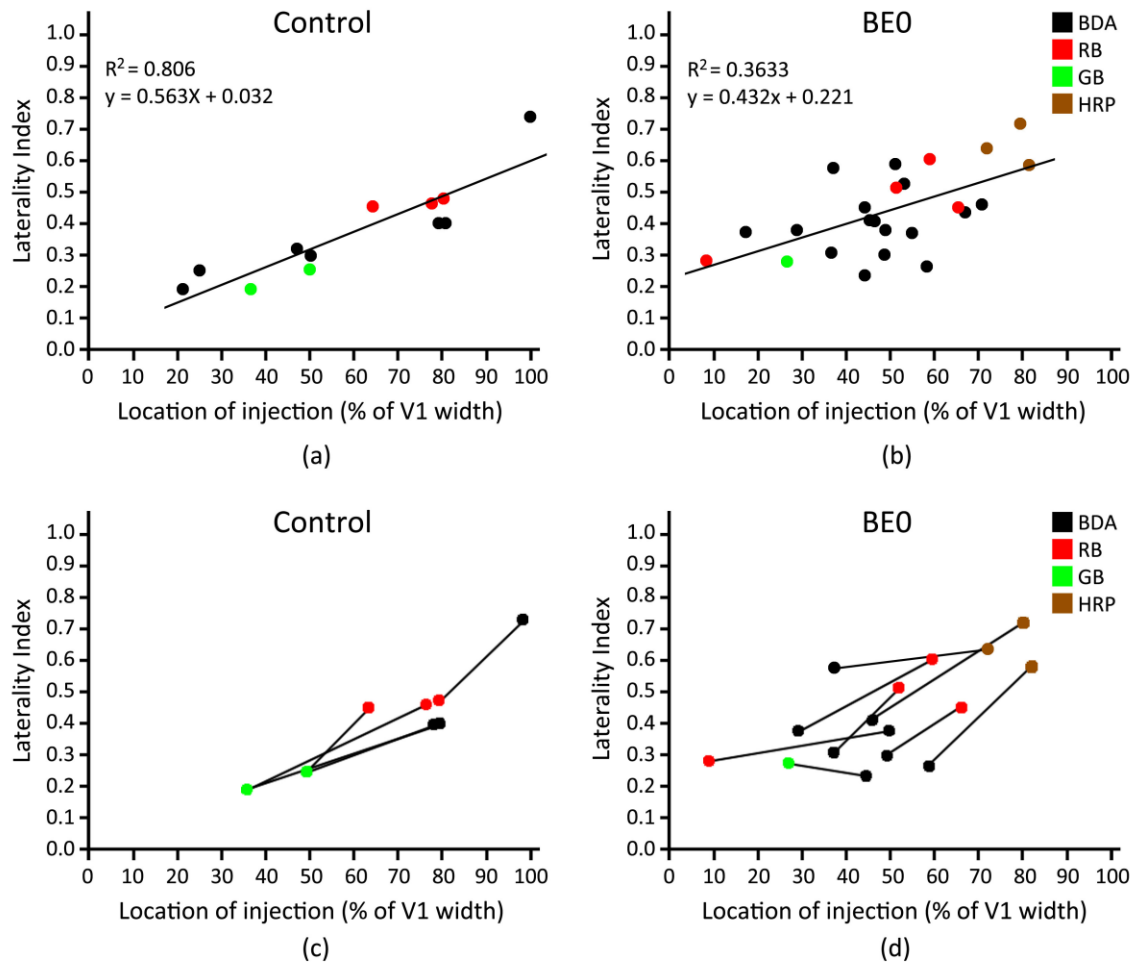 Control
1.0
0.9
0.8
0.7
0.6
0.5
0.4
0.3
0.2
0.1
0.0
Laterality Index
R² = 0.806
y = 0.563X + 0.032
0 10 20 30 40 50 60 70 80 90 100
Location of injection (% of V1 width)
(a)
BE0
BDA
RB
GB
HRP
1.0
0.9
0.8
0.7
0.6
0.5
0.4
0.3
0.2
0.1
0.0
Laterality Index
R² = 0.3633
y = 0.432x + 0.221
0 10 20 30 40 50 60 70 80 90 100
Location of injection (% of V1 width)
(b)
Control
1.0
0.9
0.8
0.7
0.6
0.5
0.4
0.3
0.2
0.1
0.0
Laterality Index
0 10 20 30 40 50 60 70 80 90 100
Location of injection (% of V1 width)
(c)
BE0
BDA
RB
GB
HRP
1.0
0.9
0.8
0.7
0.6
0.5
0.4
0.3
0.2
0.1
0.0
Laterality Index
0 10 20 30 40 50 60 70 80 90 100
Location of injection (% of V1 width)
(d)